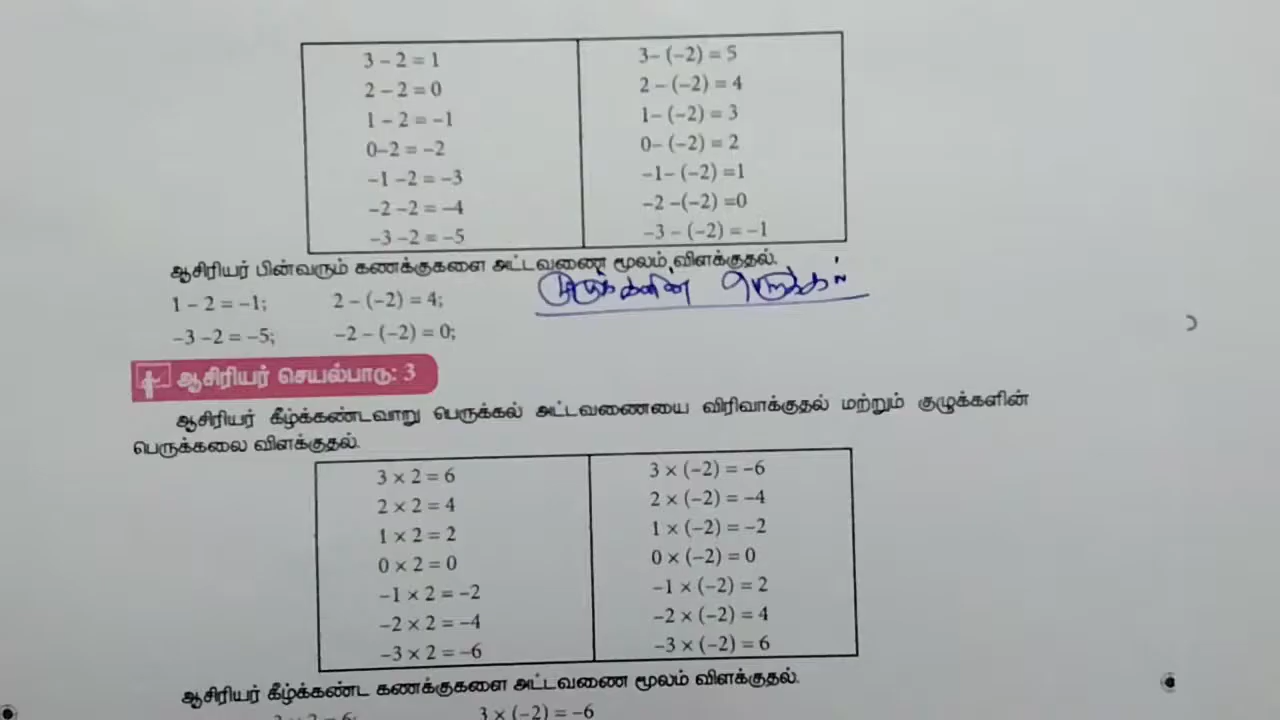 3 – 2 = 1
2 – 2 = 0
1 – 2 = –1
0–2 = –2
–1 –2 = –3
–2 –2 = –4
–3 –2 = –5
3– (–2) = 5
2 – (–2) = 4
1– (–2) = 3
0– (–2) = 2
–1– (–2) =1
–2 –(–2) =0
–3 – (–2) = –1
ஆசிரியர் பின்வரும் கணக்குகளை அட்டவணை மூலம் விளக்குதல்.
1 – 2 = –1; 2 – (–2) = 4;
–3 –2 = –5; –2 – (–2) = 0;
பெருக்கல்
ஆசிரியர் செயல்பாடு: 3
ஆசிரியர் கீழ்க்கண்டவாறு பெருக்கல் அட்டவணையை விரிவாக்குதல் மற்றும் குழுக்களின்
பெருக்கலை விளக்குதல்.
3 × 2 = 6
2 × 2 = 4
1 × 2 = 2
0 × 2 = 0
–1 × 2 = –2
–2 × 2 = –4
–3 × 2 = –6
3 × (–2) = –6
2 × (–2) = –4
1 × (–2) = –2
0 × (–2) = 0
–1 × (–2) = 2
–2 × (–2) = 4
–3 × (–2) = 6
ஆசிரியர் கீழ்க்கண்ட கணக்குகளை அட்டவணை மூலம் விளக்குதல்.
3 × 2 = 6; 3 × (–2) = –6